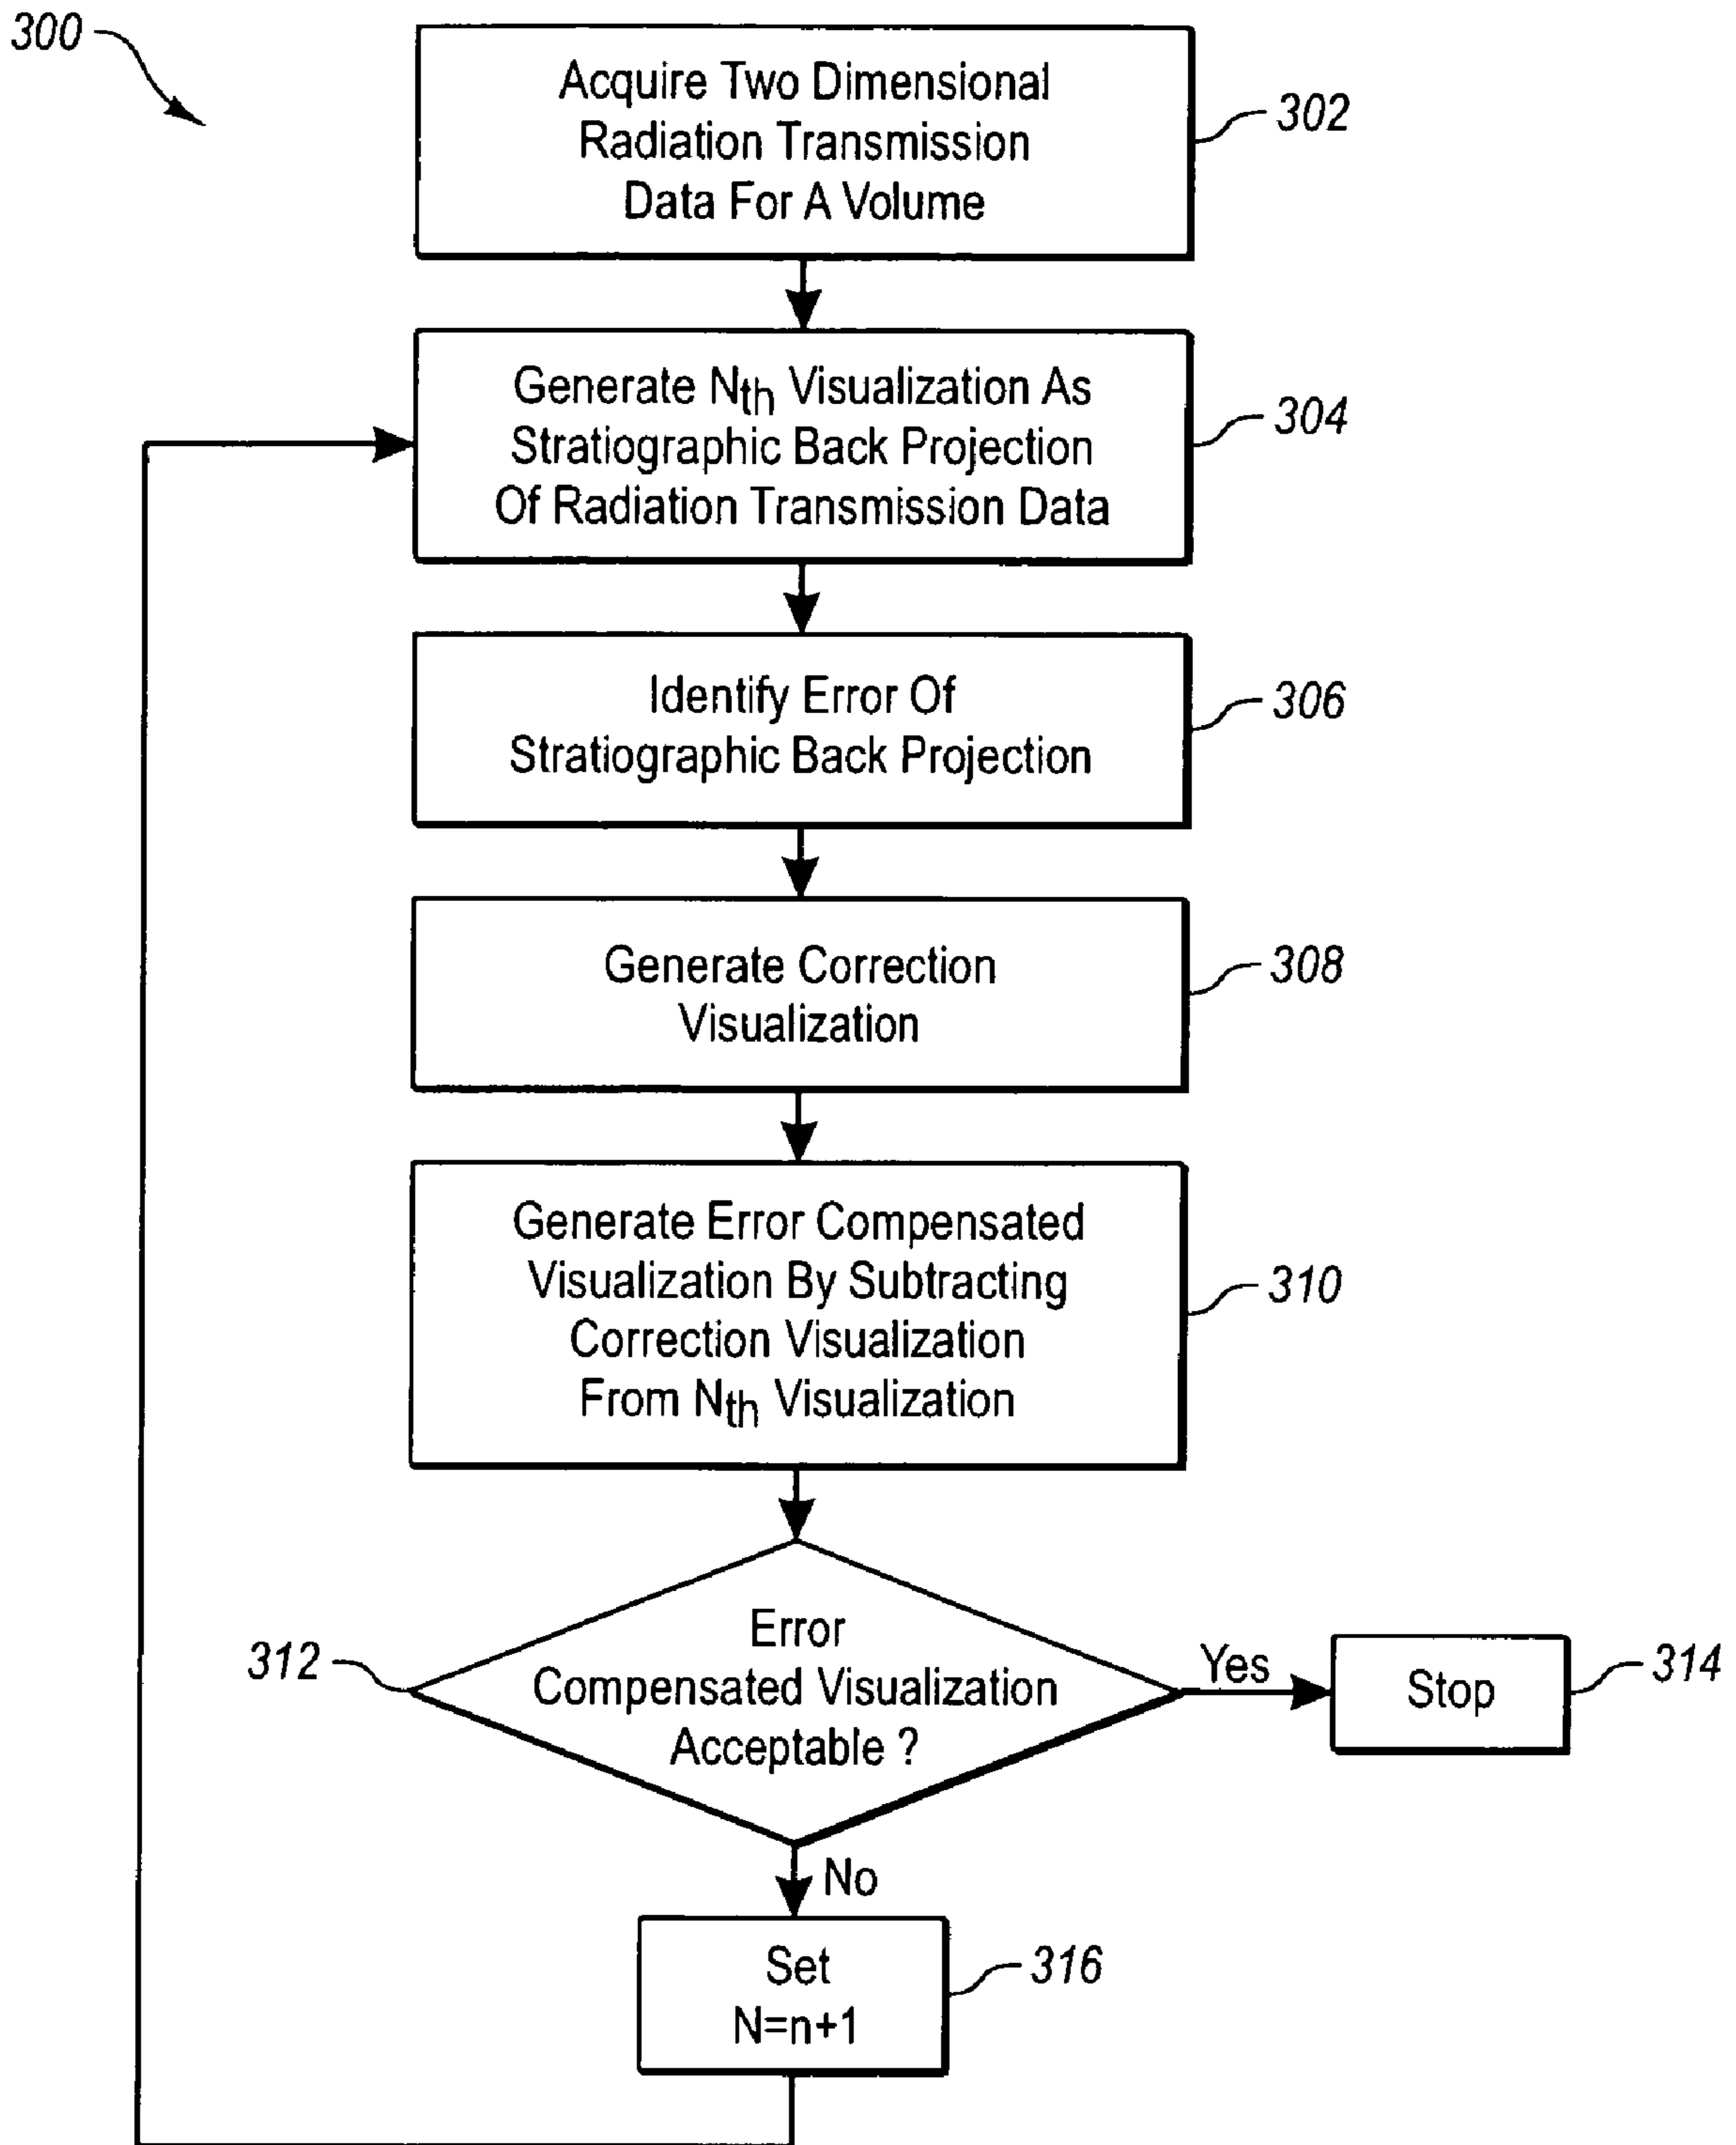 300
Acquire Two Dimensional
Radiation Transmission
Data For A Volume
302
Generate Nth Visualization As
Stratiographic Back Projection
Of Radiation Transmission Data
304
Identify Error Of
Stratiographic Back Projection
306
Generate Correction
Visualization
308
Generate Error Compensated
Visualization By Subtracting
Correction Visualization
From Nth Visualization
310
Error
Compensated Visualization
Acceptable ?
312
Yes
Stop
314
No
Set
N=n+1
316